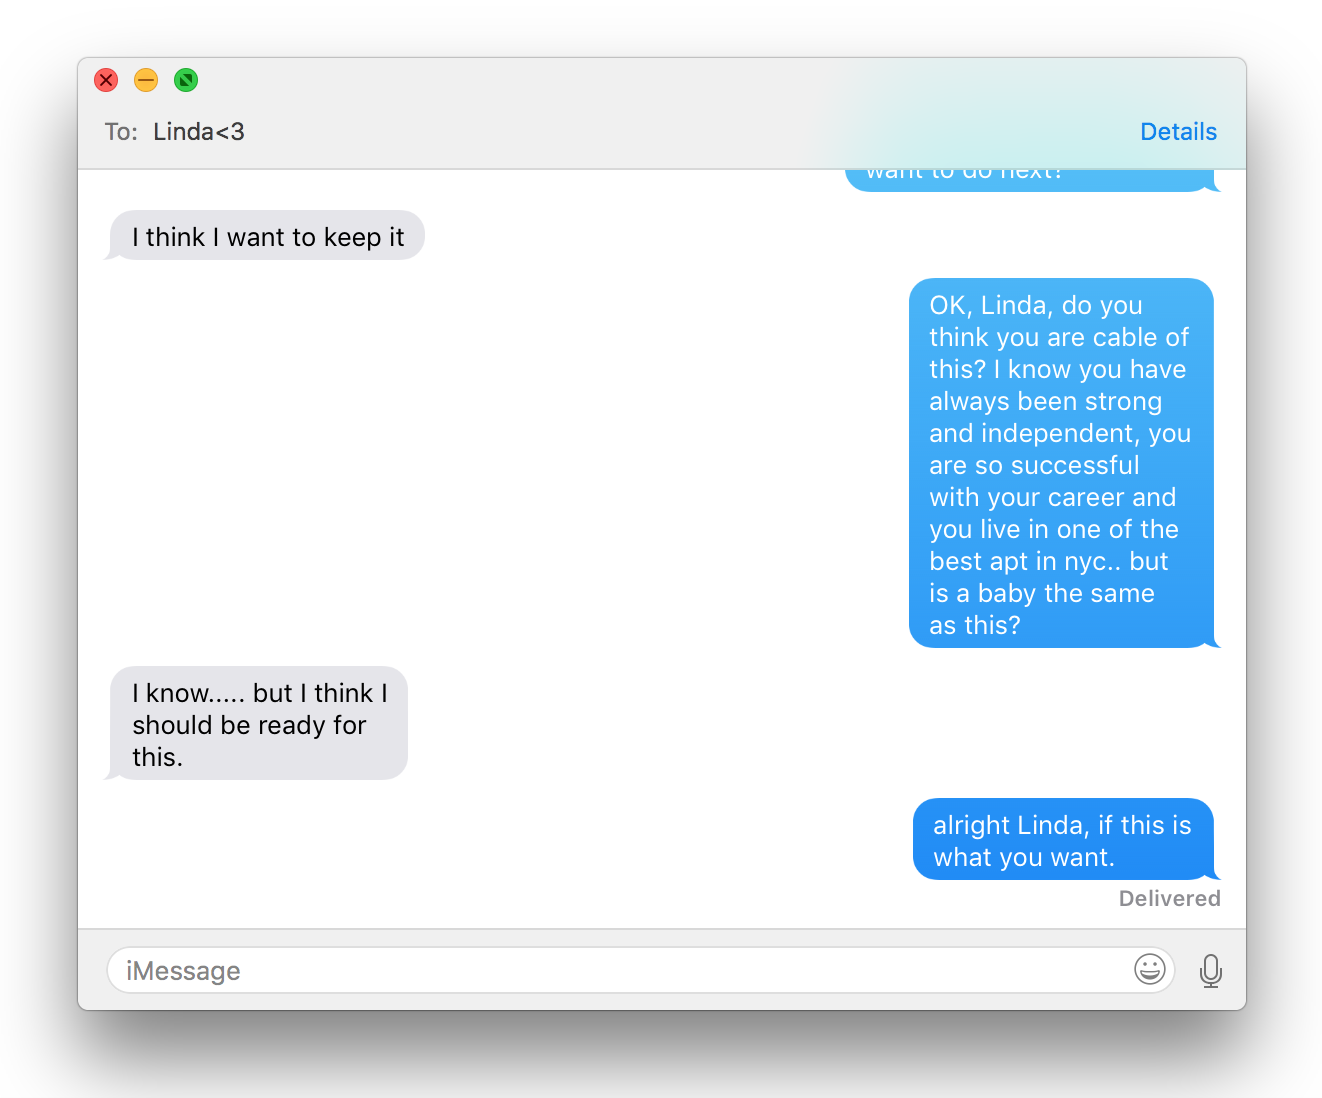 To: Linda<3
Details
want to do next?
I think I want to keep it
OK, Linda, do you
think you are cable of
this? I know you have
always been strong
and independent, you
are so successful
with your career and
you live in one of the
best apt in nyc.. but
is a baby the same
as this?
I know..... but I think I
should be ready for
this.
alright Linda, if this is
what you want.
Delivered
iMessage